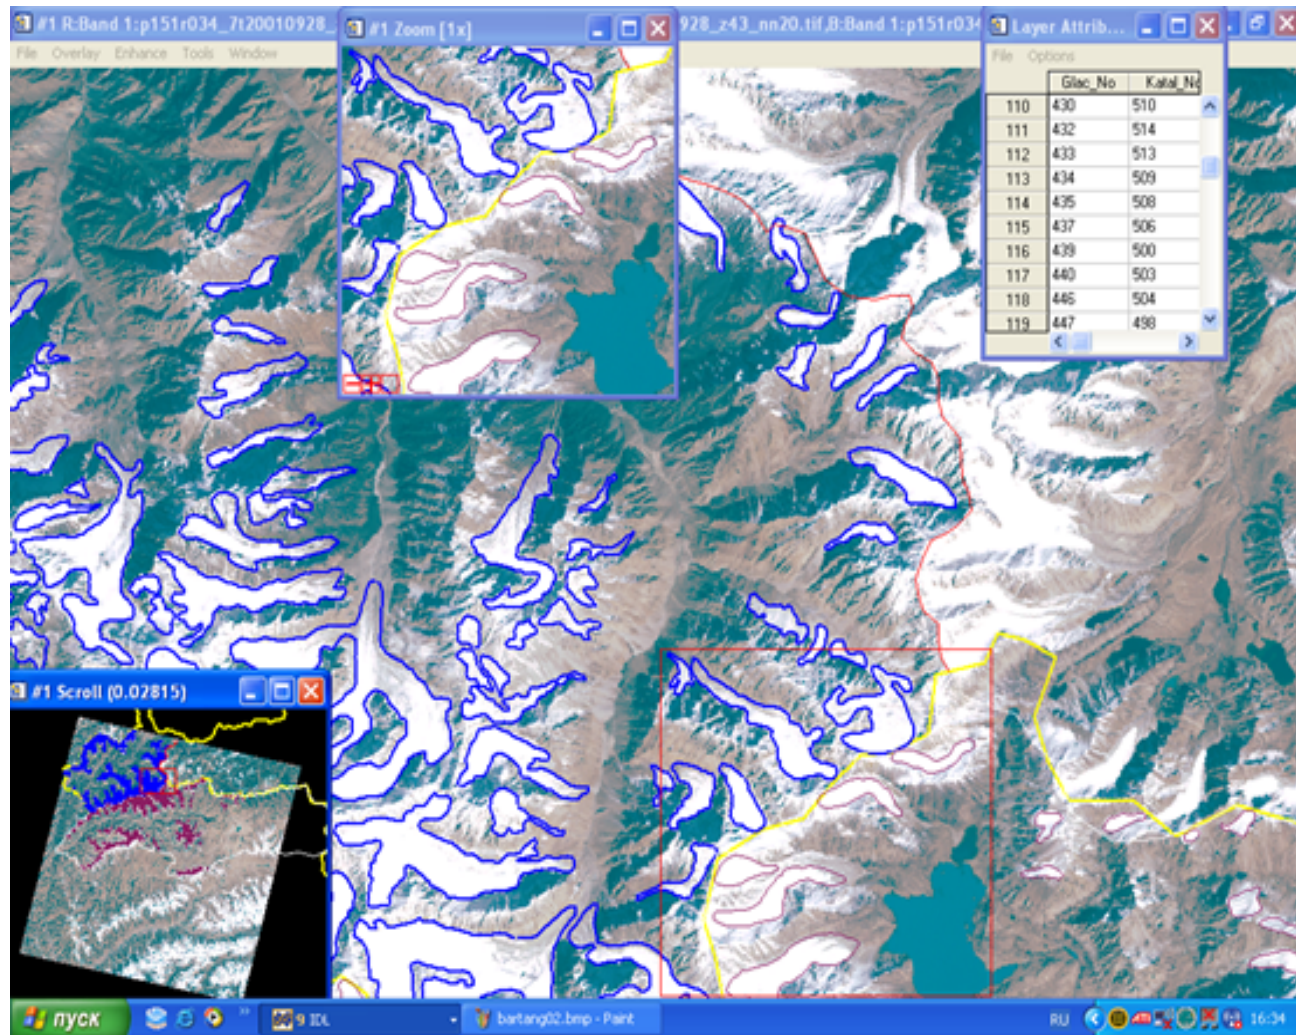 #1 R:Band 1:p151r034_7t20010928_
928_z43_nn20.tif,B:Band 1:p151r034
File Overlay Enhance Tools Window
#1 Zoom [1x]
Layer Attrib...
File Options
Glac_No Katal_No
110 430 510
111 432 514
112 433 513
113 434 509
114 435 508
115 437 506
116 439 500
117 440 503
118 446 504
119 447 498
#1 Scroll (0.02815)
пуск
9 IDL
bartang02.bmp - Paint
RU
16:34